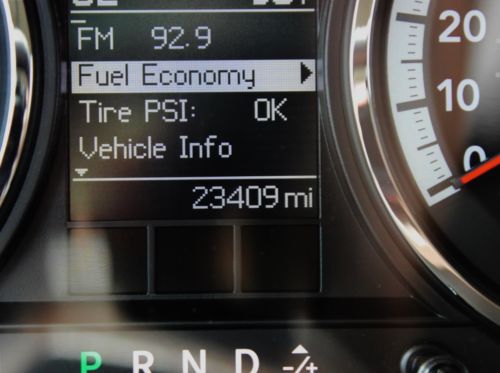 FM 92.9
Fuel Economy
Tire PSI: OK
Vehicle Info
23409 mi
20
10
0
P R N D -/+